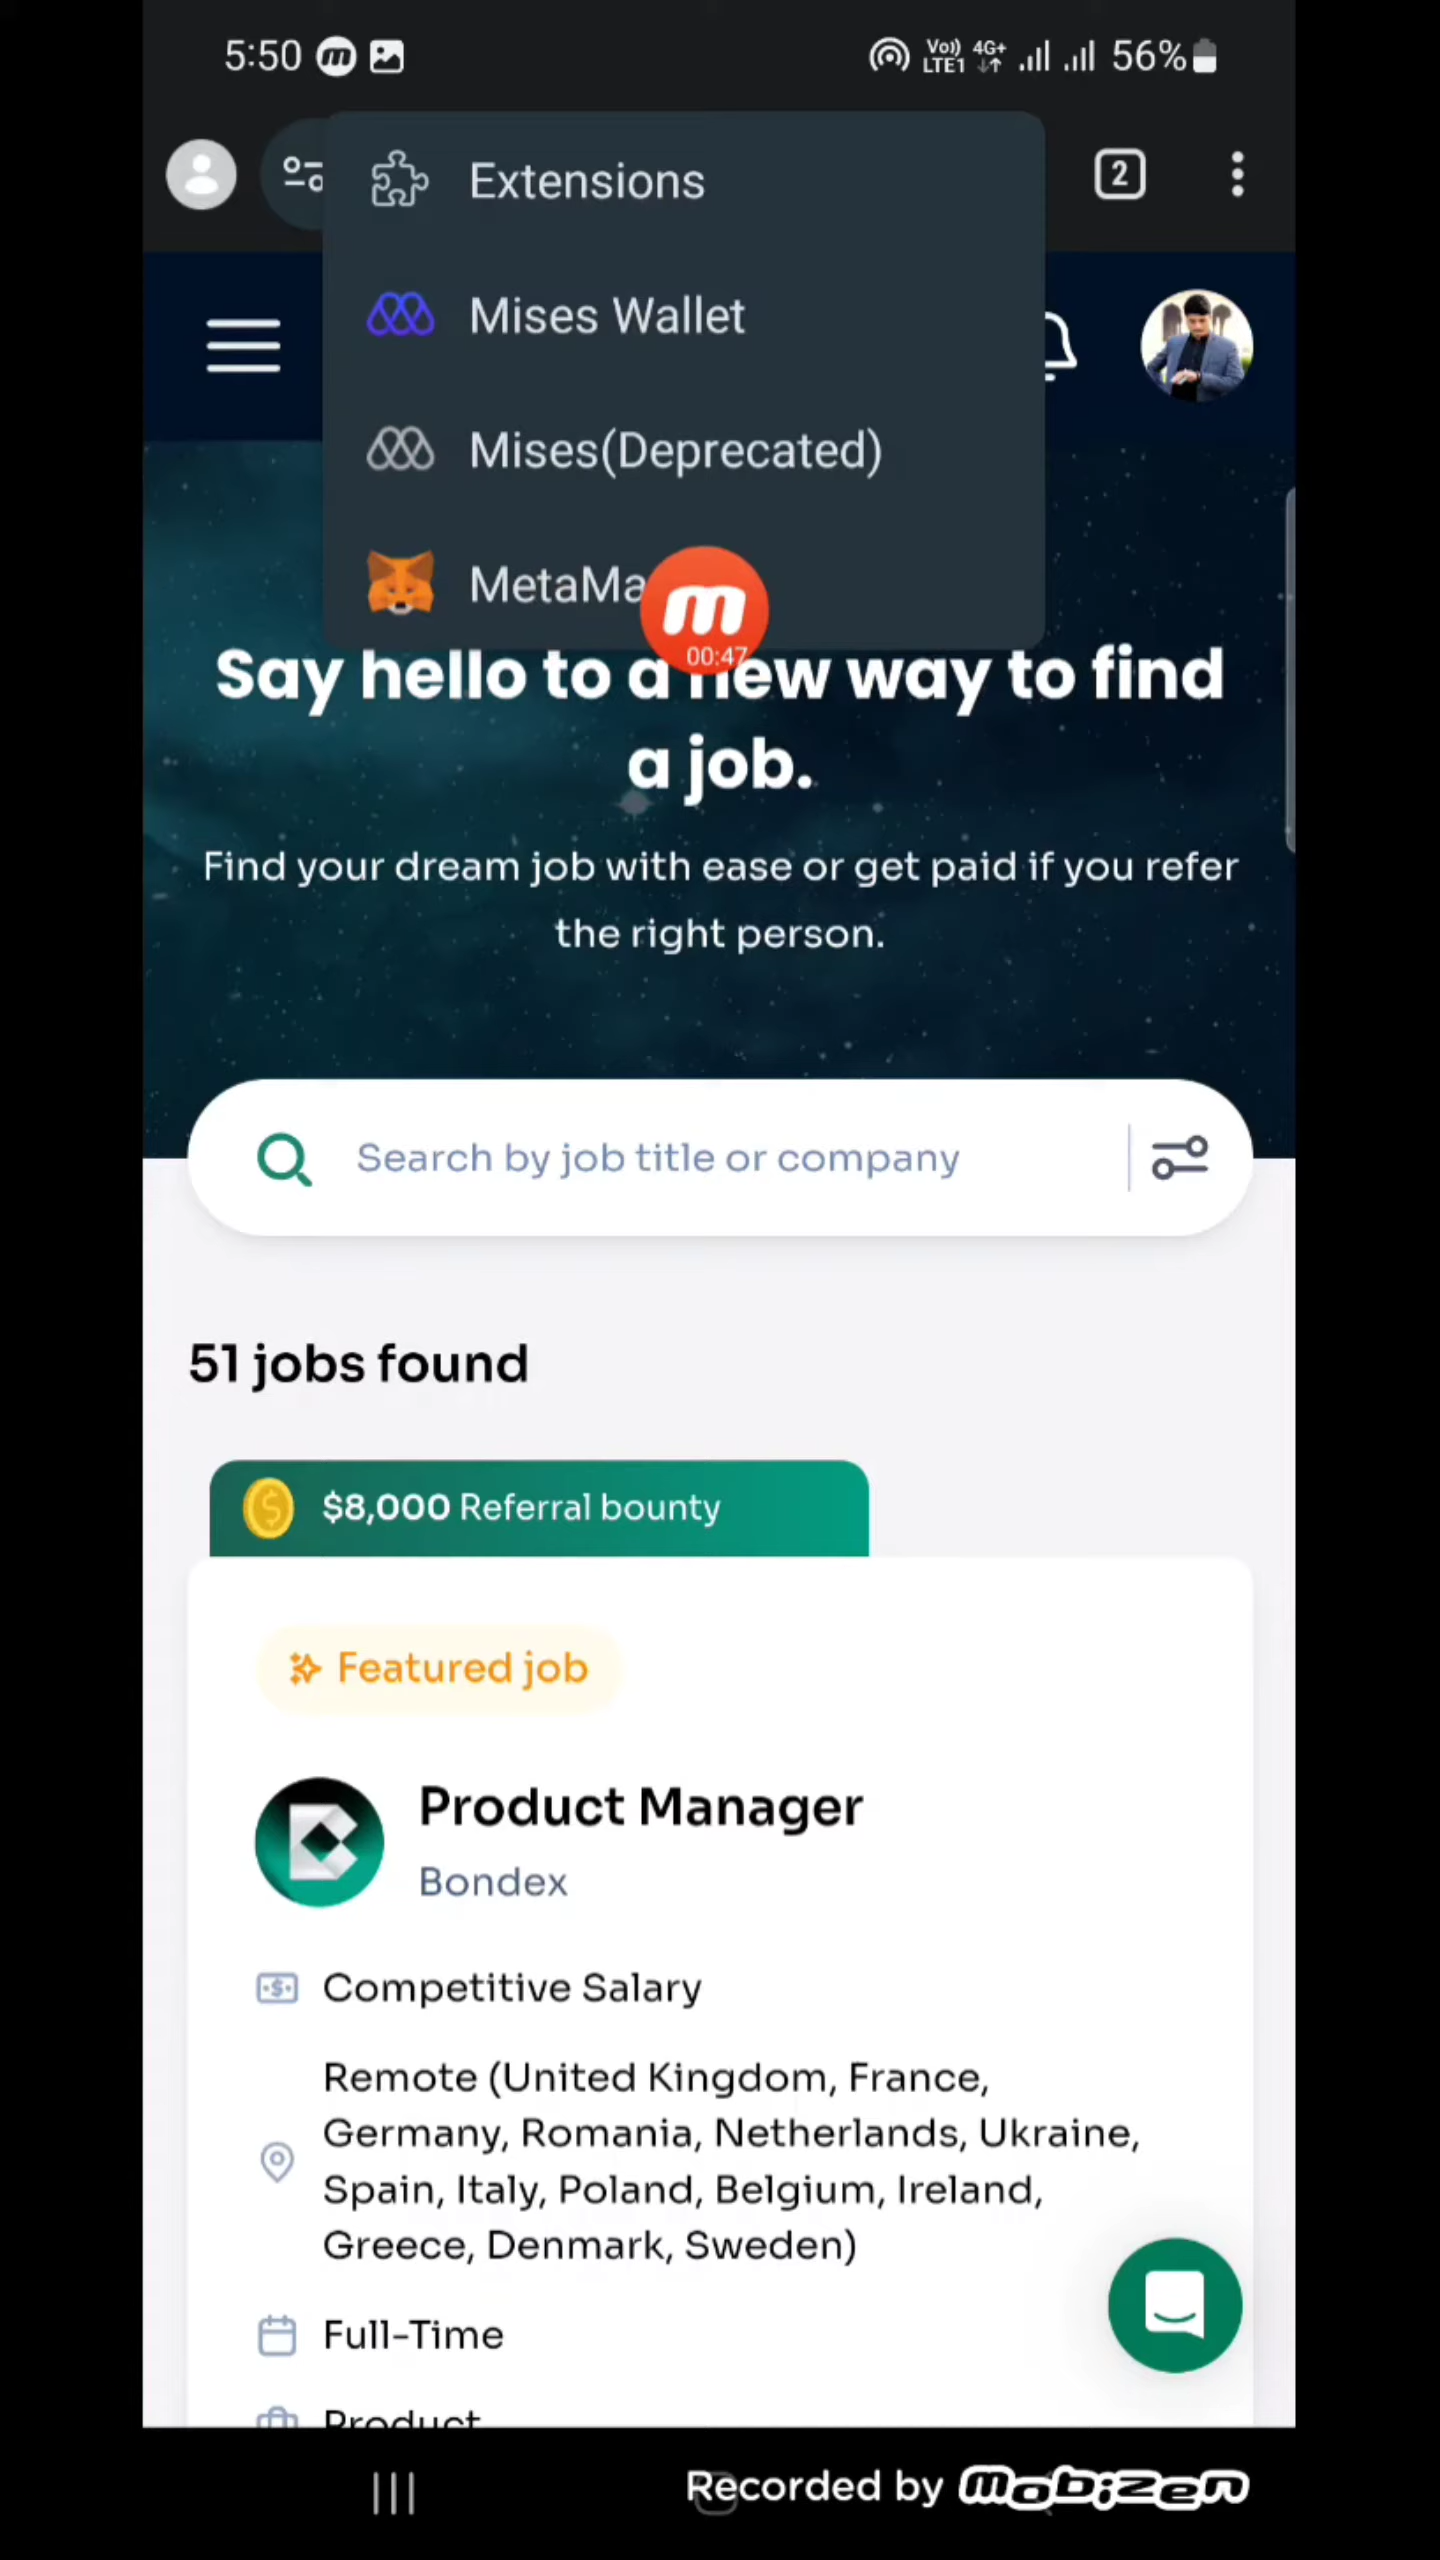 5:50
Vo))
LTE1
4G+
56%
Extensions
2
Mises Wallet
Mises(Deprecated)
MetaMa
m
00:47
Say hello to a new way to find
a job.
Find your dream job with ease or get paid if you refer
the right person.
Search by job title or company
51 jobs found
$8,000 Referral bounty
Featured job
Product Manager
Bondex
Competitive Salary
Remote (United Kingdom, France,
Germany, Romania, Netherlands, Ukraine,
Spain, Italy, Poland, Belgium, Ireland,
Greece, Denmark, Sweden)
Full-Time
Product
Recorded by mobizen